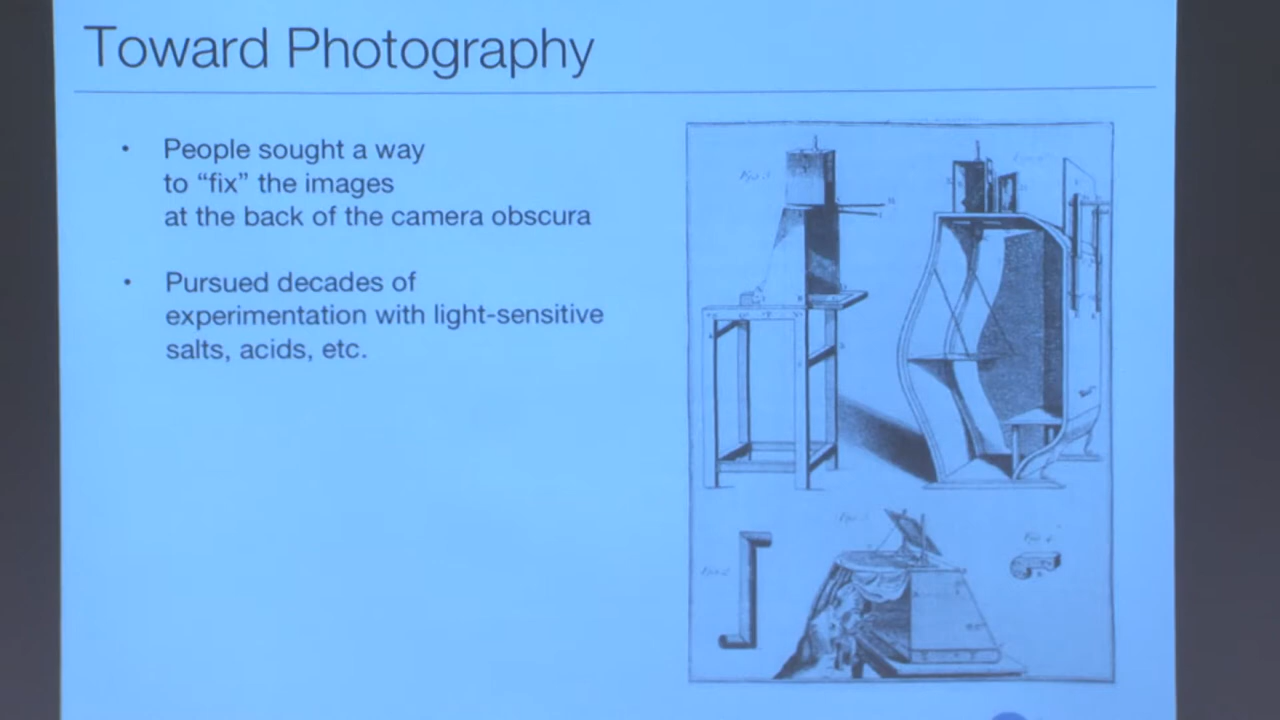 Toward Photography
• People sought a way
to “fix” the images
at the back of the camera obscura
• Pursued decades of
experimentation with light-sensitive
salts, acids, etc.